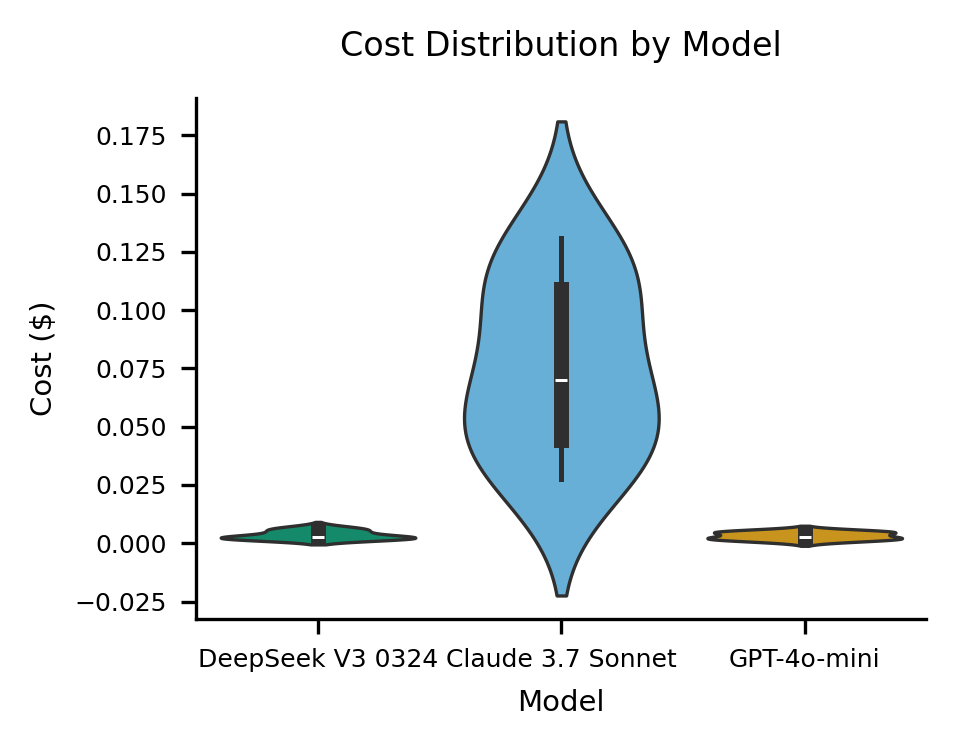 Cost Distribution by Model
Cost ($)
0.175
0.150
0.125
0.100
0.075
0.050
0.025
0.000
−0.025
DeepSeek V3 0324 Claude 3.7 Sonnet GPT-4o-mini
Model